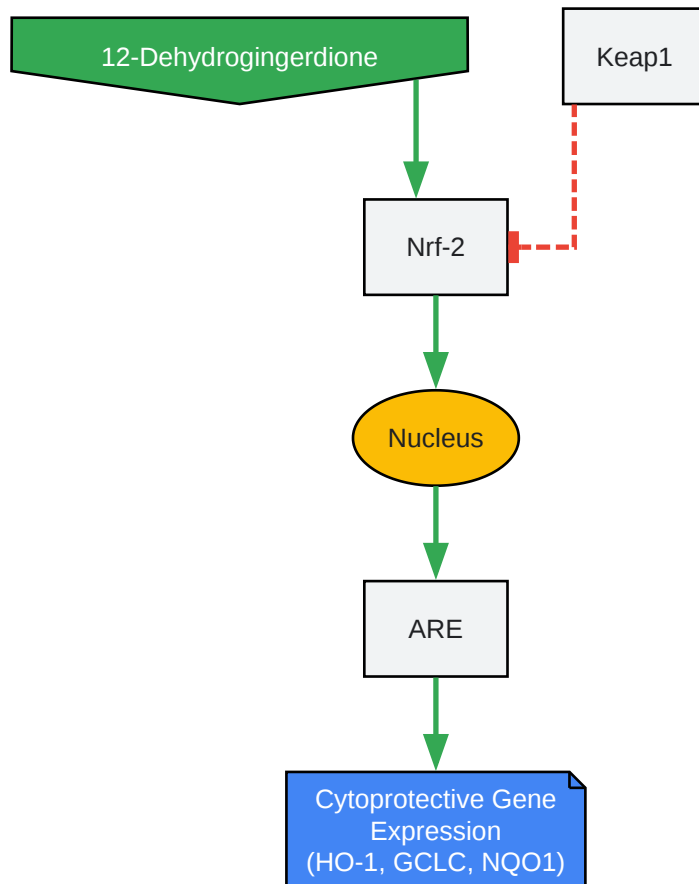 12-Dehydrogingerdione
Keap1
Nrf-2
Nucleus
ARE
Cytoprotective Gene
Expression
(HO-1, GCLC, NQO1)